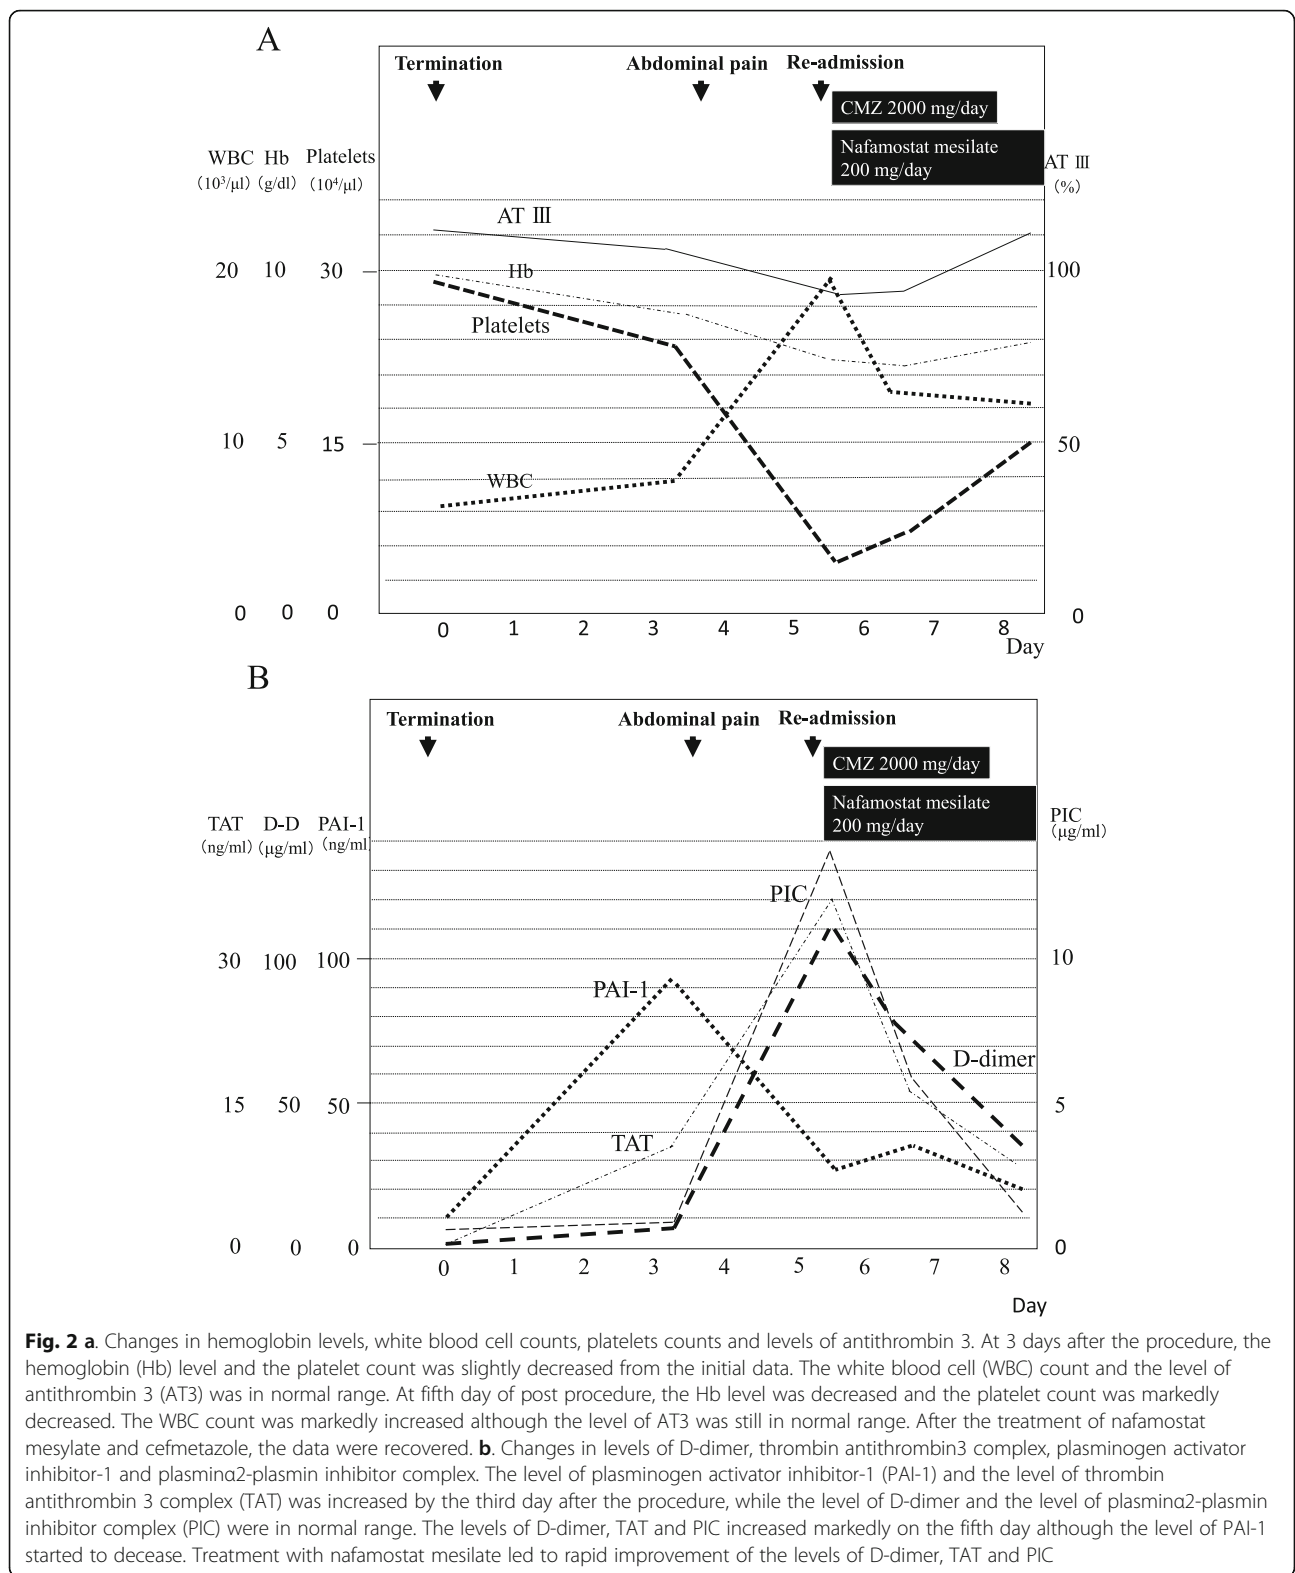 A
Termination Abdominal pain Re-admission
CMZ 2000 mg/day
Nafamostat mesilate
200 mg/day
WBC Hb Platelets AT III
(10³/μl) (g/dl) (10⁴/μl) (%)
AT III
20 10 30 Hb 100
Platelets
10 5 15 50
WBC
0 0 0 0
0 1 2 3 4 5 6 7 8
Day
B
Termination Abdominal pain Re-admission
CMZ 2000 mg/day
Nafamostat mesilate
200 mg/day
TAT D-D PAI-1 PIC
(ng/ml) (μg/ml) ng/ml) (μg/ml)
PIC
30 100 100 10
PAI-1
D-dimer
15 50 50 5
TAT
0 0 0 0
0 1 2 3 4 5 6 7 8
Day
Fig. 2 a. Changes in hemoglobin levels, white blood cell counts, platelets counts and levels of antithrombin 3. At 3 days after the procedure, the
hemoglobin (Hb) level and the platelet count was slightly decreased from the initial data. The white blood cell (WBC) count and the level of
antithrombin 3 (AT3) was in normal range. At fifth day of post procedure, the Hb level was decreased and the platelet count was markedly
decreased. The WBC count was markedly increased although the level of AT3 was still in normal range. After the treatment of nafamostat
mesylate and cefmetazole, the data were recovered. b. Changes in levels of D-dimer, thrombin antithrombin3 complex, plasminogen activator
inhibitor-1 and plasminα2-plasmin inhibitor complex. The level of plasminogen activator inhibitor-1 (PAI-1) and the level of thrombin
antithrombin 3 complex (TAT) was increased by the third day after the procedure, while the level of D-dimer and the level of plasminα2-plasmin
inhibitor complex (PIC) were in normal range. The levels of D-dimer, TAT and PIC increased markedly on the fifth day although the level of PAI-1
started to decease. Treatment with nafamostat mesilate led to rapid improvement of the levels of D-dimer, TAT and PIC